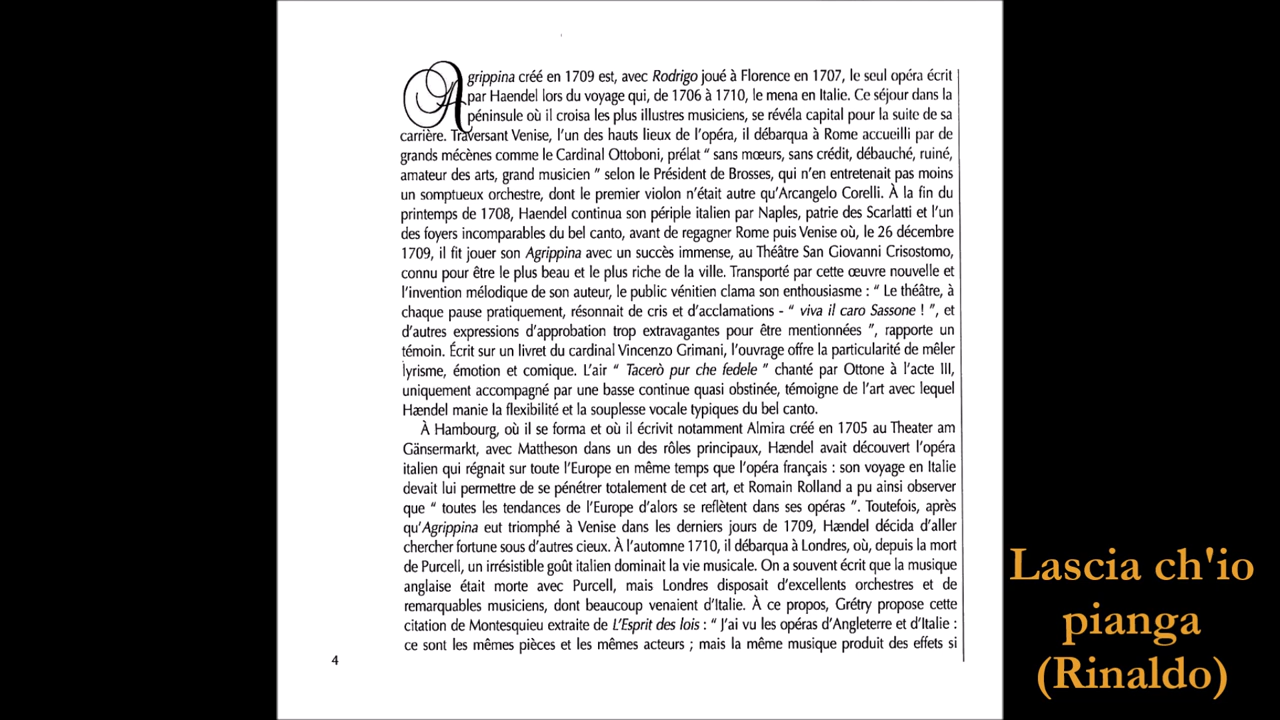 Agrippina créé en 1709 est, avec Rodrigo joué à Florence en 1707, le seul opéra écrit
par Haendel lors du voyage qui, de 1706 à 1710, le mena en Italie. Ce séjour dans la
péninsule où il croisa les plus illustres musiciens, se révéla capital pour la suite de sa
carrière. Traversant Venise, l'un des hauts lieux de l'opéra, il débarqua à Rome accueilli par de
grands mécènes comme le Cardinal Ottoboni, prélat " sans mœurs, sans crédit, débauché, ruiné,
amateur des arts, grand musicien " selon le Président de Brosses, qui n'en entretenait pas moins
un somptueux orchestre, dont le premier violon n'était autre qu'Arcangelo Corelli. À la fin du
printemps de 1708, Haendel continua son périple italien par Naples, patrie des Scarlatti et l'un
des foyers incomparables du bel canto, avant de regagner Rome puis Venise où, le 26 décembre
1709, il fit jouer son Agrippina avec un succès immense, au Théâtre San Giovanni Crisostomo,
connu pour être le plus beau et le plus riche de la ville. Transporté par cette œuvre nouvelle et
l'invention mélodique de son auteur, le public vénitien clama son enthousiasme : " Le théâtre, à
chaque pause pratiquement, résonnait de cris et d'acclamations - " viva il caro Sassone ! ", et
d'autres expressions d'approbation trop extravagantes pour être mentionnées ", rapporte un
témoin. Écrit sur un livret du cardinal Vincenzo Grimani, l'ouvrage offre la particularité de mêler
lyrisme, émotion et comique. L'air " Tacerò pur che fedele " chanté par Ottone à l'acte III,
uniquement accompagné par une basse continue quasi obstinée, témoigne de l'art avec lequel
Hændel manie la flexibilité et la souplesse vocale typiques du bel canto.
À Hambourg, où il se forma et où il écrivit notamment Almira créé en 1705 au Theater am
Gänsermarkt, avec Mattheson dans un des rôles principaux, Hændel avait découvert l'opéra
italien qui régnait sur toute l'Europe en même temps que l'opéra français : son voyage en Italie
devait lui permettre de se pénétrer totalement de cet art, et Romain Rolland a pu ainsi observer
que " toutes les tendances de l'Europe d'alors se reflètent dans ses opéras ". Toutefois, après
qu'Agrippina eut triomphé à Venise dans les derniers jours de 1709, Hændel décida d'aller
chercher fortune sous d'autres cieux. À l'automne 1710, il débarqua à Londres, où, depuis la mort
de Purcell, un irrésistible goût italien dominait la vie musicale. On a souvent écrit que la musique
anglaise était morte avec Purcell, mais Londres disposait d'excellents orchestres et de
remarquables musiciens, dont beaucoup venaient d'Italie. À ce propos, Grétry propose cette
citation de Montesquieu extraite de L'Esprit des lois : " J'ai vu les opéras d'Angleterre et d'Italie :
ce sont les mêmes pièces et les mêmes acteurs ; mais la même musique produit des effets si
4
Lascia ch'io
pianga
(Rinaldo)